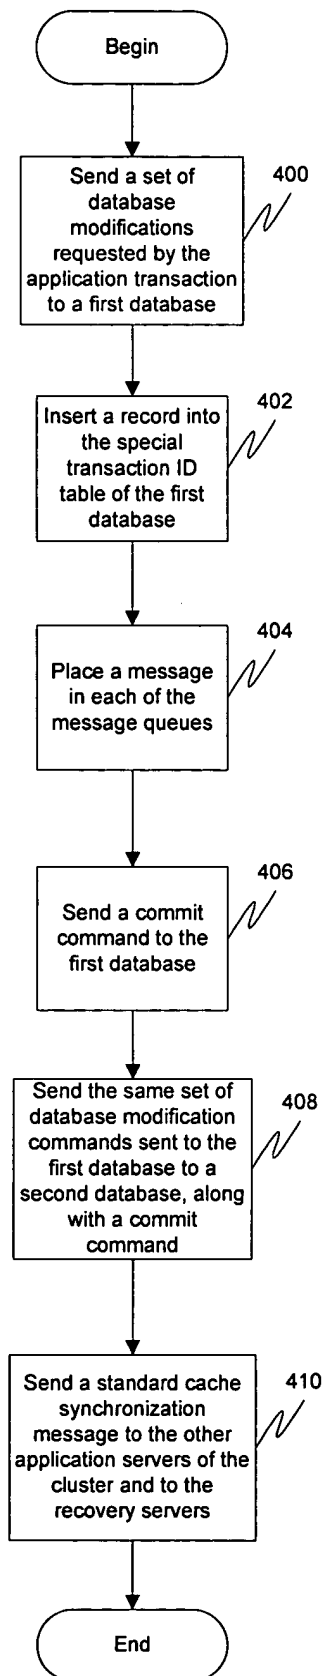 Begin
Send a set of
database
modifications
requested by the
application transaction
to a first database
400
Insert a record into
the special
transaction ID
table of the first
database
402
Place a message
in each of the
message queues
404
Send a commit
command to the
first database
406
Send the same set of
database modification
commands sent to the
first database to a
second database, along
with a commit
command
408
Send a standard cache
synchronization
message to the other
application servers of the
cluster and to the
recovery servers
410
End